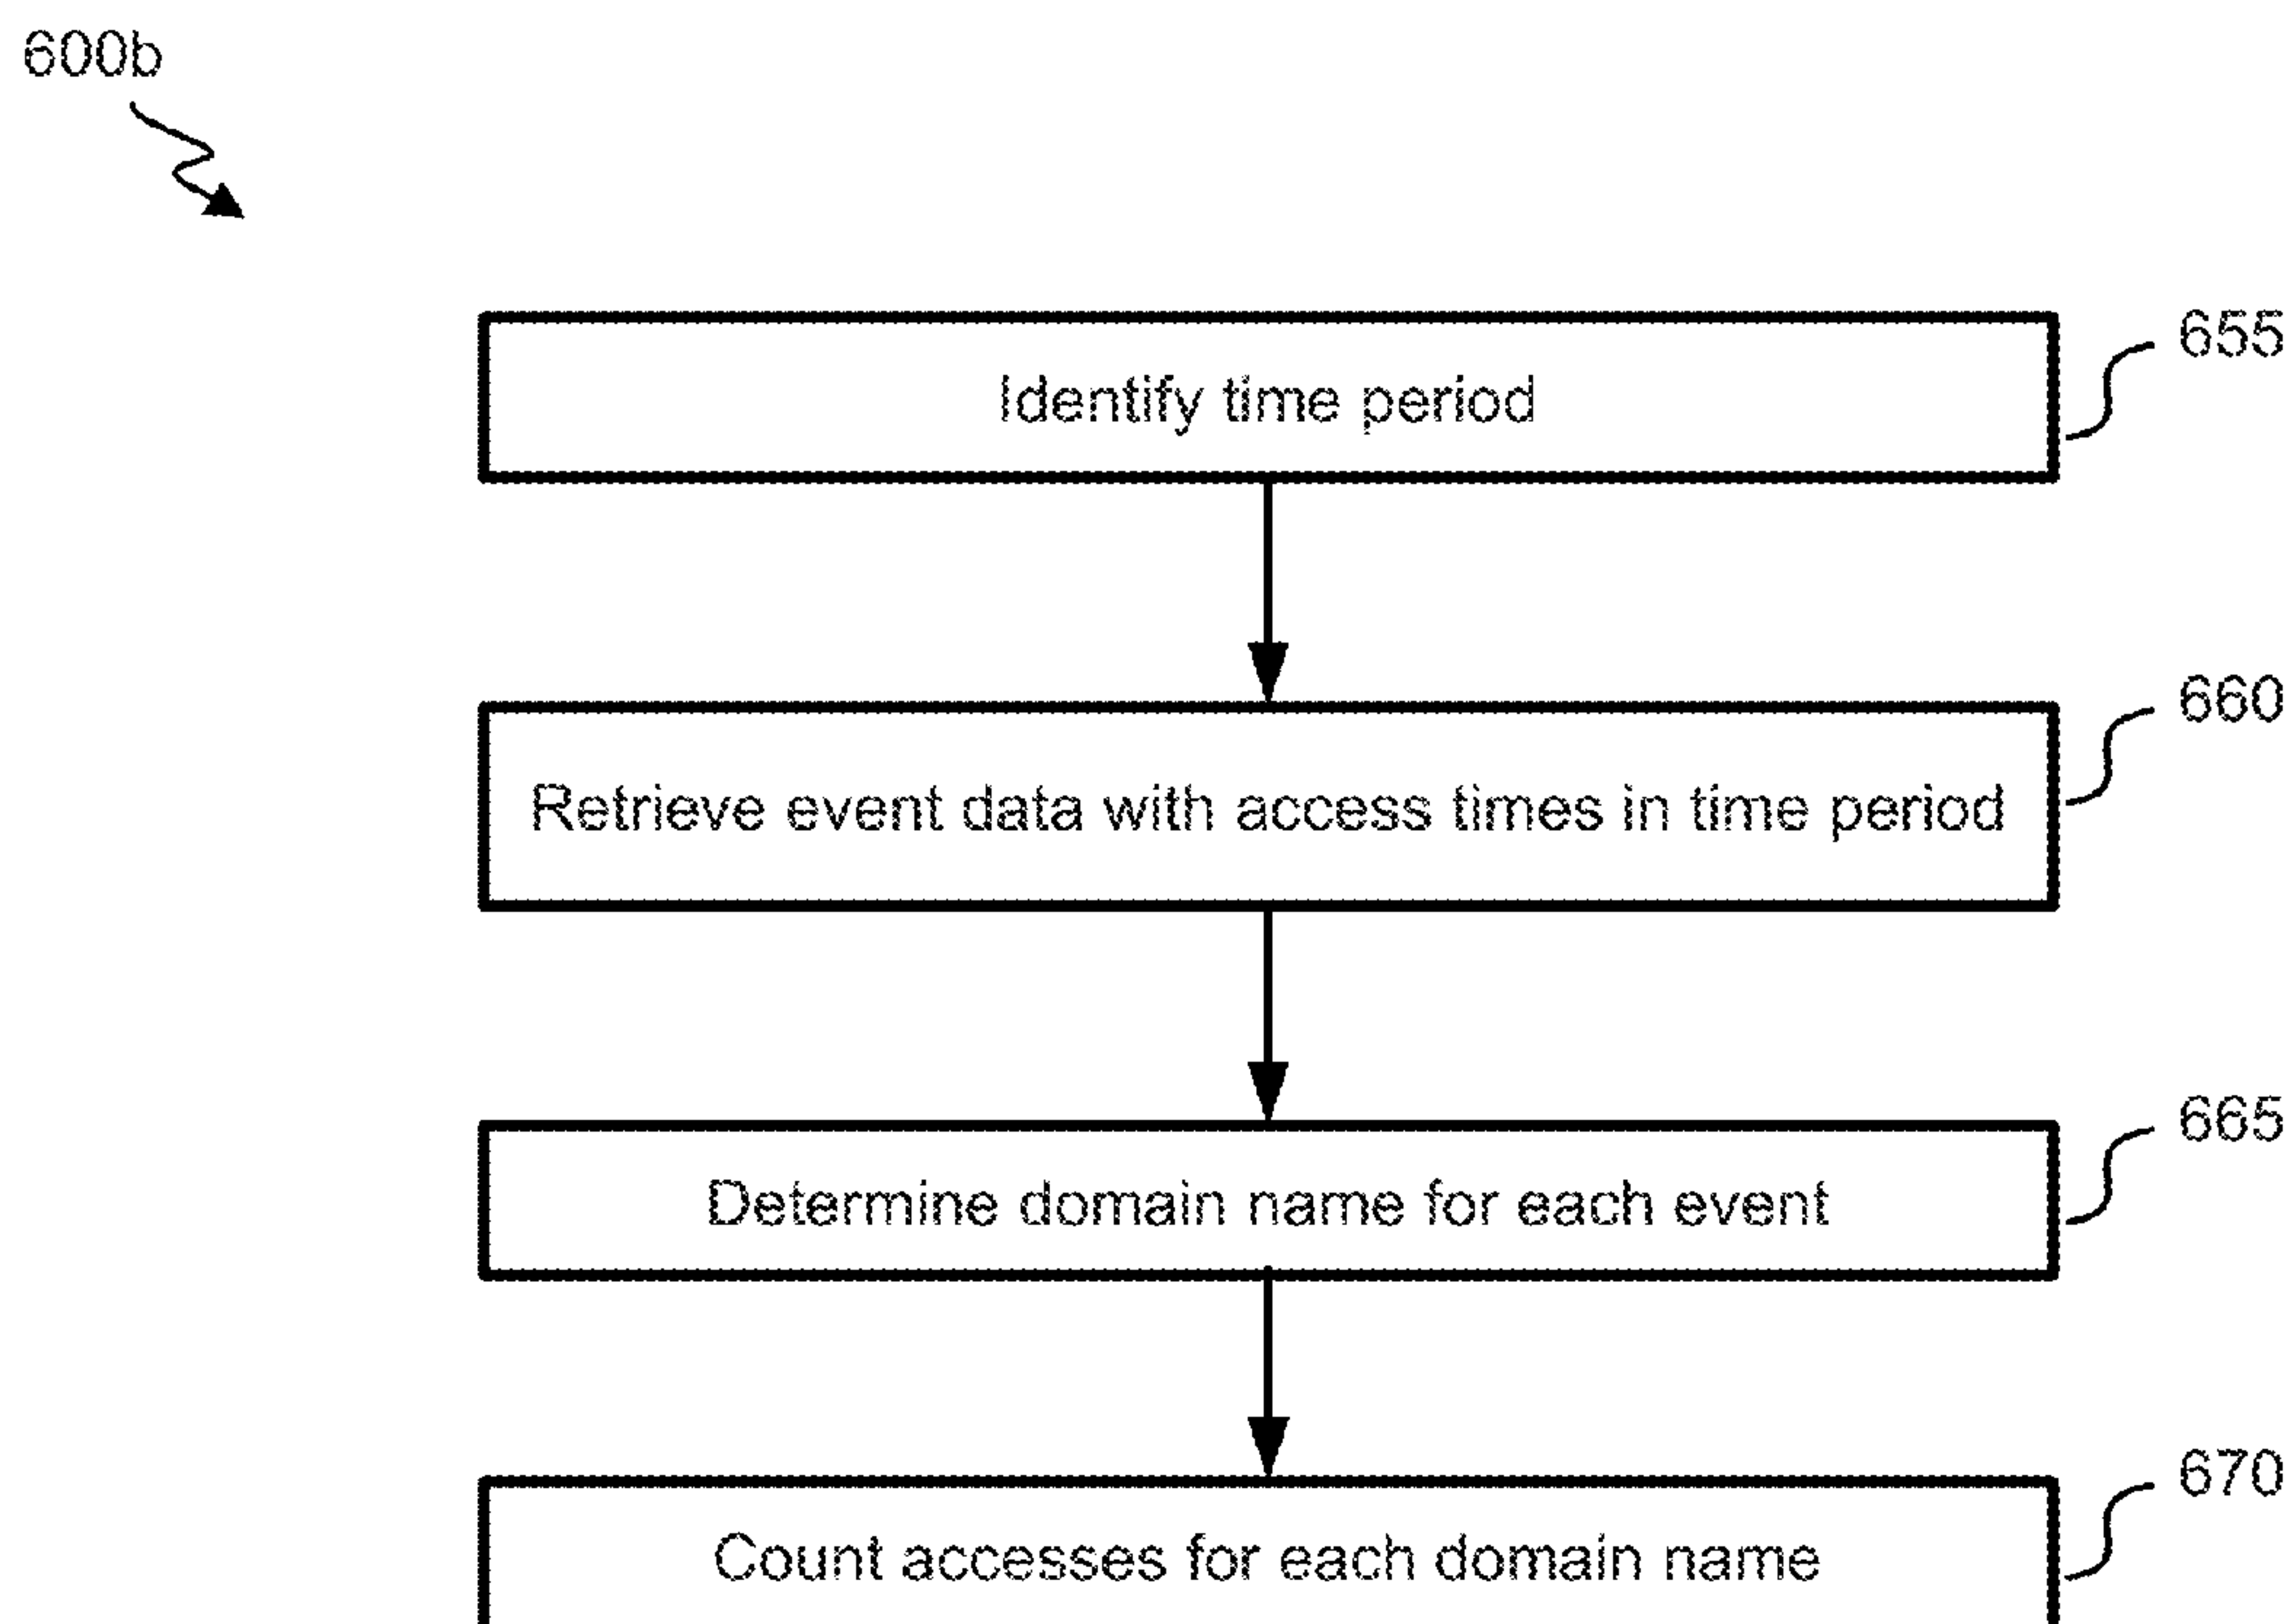 600b
655
Identify time period
660
Retrieve event data with access times in time period
665
Determine domain name for each event
670
Count accesses for each domain name